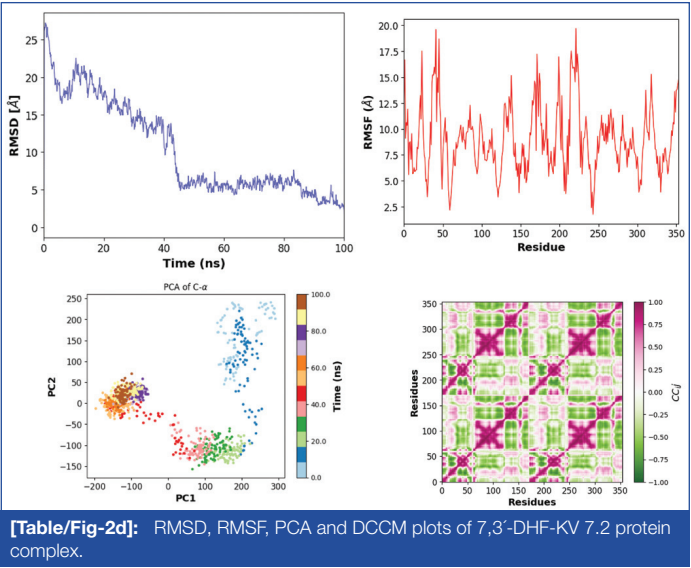 25
20
15
10
5
0
RMSD [Å]
0 20 40 60 80 100
Time (ns)
20.0
17.5
15.0
12.5
10.0
7.5
5.0
2.5
RMSF (Å)
0 50 100 150 200 250 300 350
Residue
PCA of C-α
250
200
150
100
50
0
−50
−100
−150
PC2
−200 −100 0 100 200 300
PC1
100.0
80.0
60.0
40.0
20.0
0.0
Time (ns)
350
300
250
200
150
100
50
0
Residues
0 50 100 150 200 250 300 350
Residues
1.00
0.75
0.50
0.25
0.00
−0.25
−0.50
−0.75
−1.00
CCij
[Table/Fig-2d]: RMSD, RMSF, PCA and DCCM plots of 7,3´-DHF-KV 7.2 protein
complex.